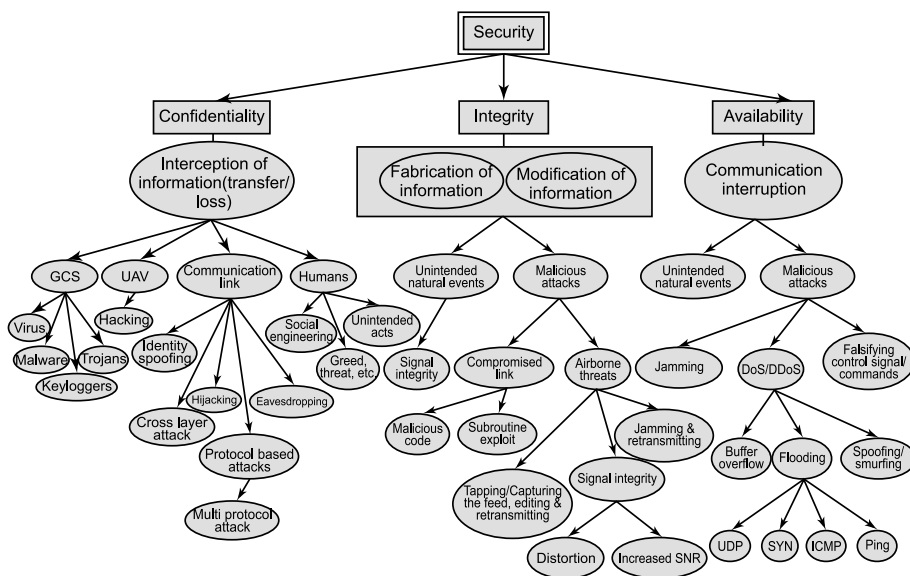 Security
Confidentiality
Integrity
Availability
Interception of
information(transfer/
loss)
Fabrication of
information
Modification of
information
Communication
interruption
GCS
UAV
Communication
link
Humans
Unintended
natural events
Malicious
attacks
Unintended
natural events
Malicious
attacks
Virus
Malware
Keyloggers
Trojans
Hacking
Identity
spoofing
Cross layer
attack
Hijacking
Protocol based
attacks
Eavesdropping
Multi protocol
attack
Social
engineering
Greed,
threat, etc.
Unintended
acts
Signal
integrity
Compromised
link
Airborne
threats
Malicious
code
Subroutine
exploit
Tapping/Capturing
the feed, editing &
retransmitting
Signal integrity
Jamming &
retransmitting
Distortion
Increased SNR
Jamming
DoS/DDoS
Falsifying
control signal/
commands
Buffer
overflow
Flooding
Spoofing/
smurfing
UDP
SYN
ICMP
Ping